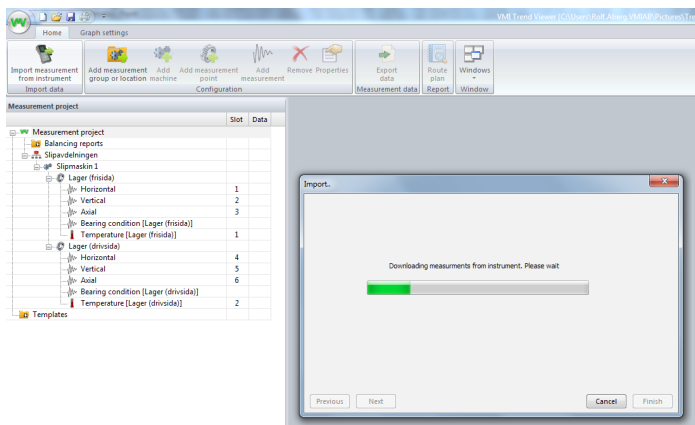 VMI Trend Viewer [C:\Users\Rolf.Aberg.VMIAB\Pictures\Tre
Home Graph settings
Import measurement from instrument
Add measurement group or location
Add machine
Add measurement point
Add measurement
Remove
Properties
Export data
Route plan
Windows
Import data
Configuration
Measurement data
Report
Window
Measurement project
Slot Data
Measurement project
Balancing reports
Slipavdelningen
Slipmaskin 1
Lager (frisida)
Horizontal 1
Vertical 2
Axial 3
Bearing condition [Lager (frisida)]
Temperature [Lager (frisida)] 1
Lager (drivsida)
Horizontal 4
Vertical 5
Axial 6
Bearing condition [Lager (drivsida)]
Temperature [Lager (drivsida)] 2
Templates
Import..
Downloading measurments from instrument. Please wait
Previous Next Cancel Finish